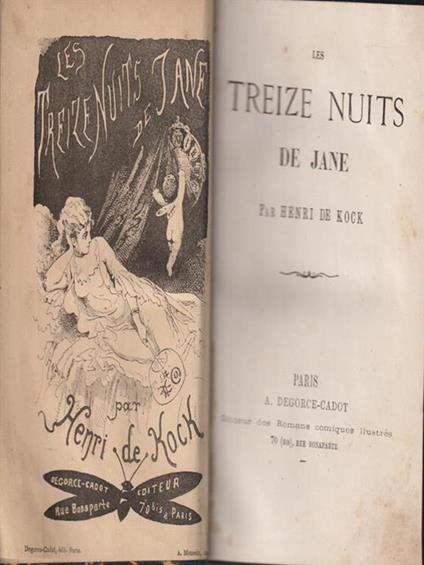 LES
TREIZE NUITS
DE JANE
par
Henri de Kock
DEGORCE-CADOT
EDITEUR
Rue Bonaparte
70 bis à PARIS
Degorce-Cadot, édit. Paris.
LES
TREIZE NUITS
DE JANE
PAR HENRI DE KOCK
PARIS
A. DEGORCE-CADOT
Éditeur des Romans comiques illustrés
70 (BIS), RUE BONAPARTE